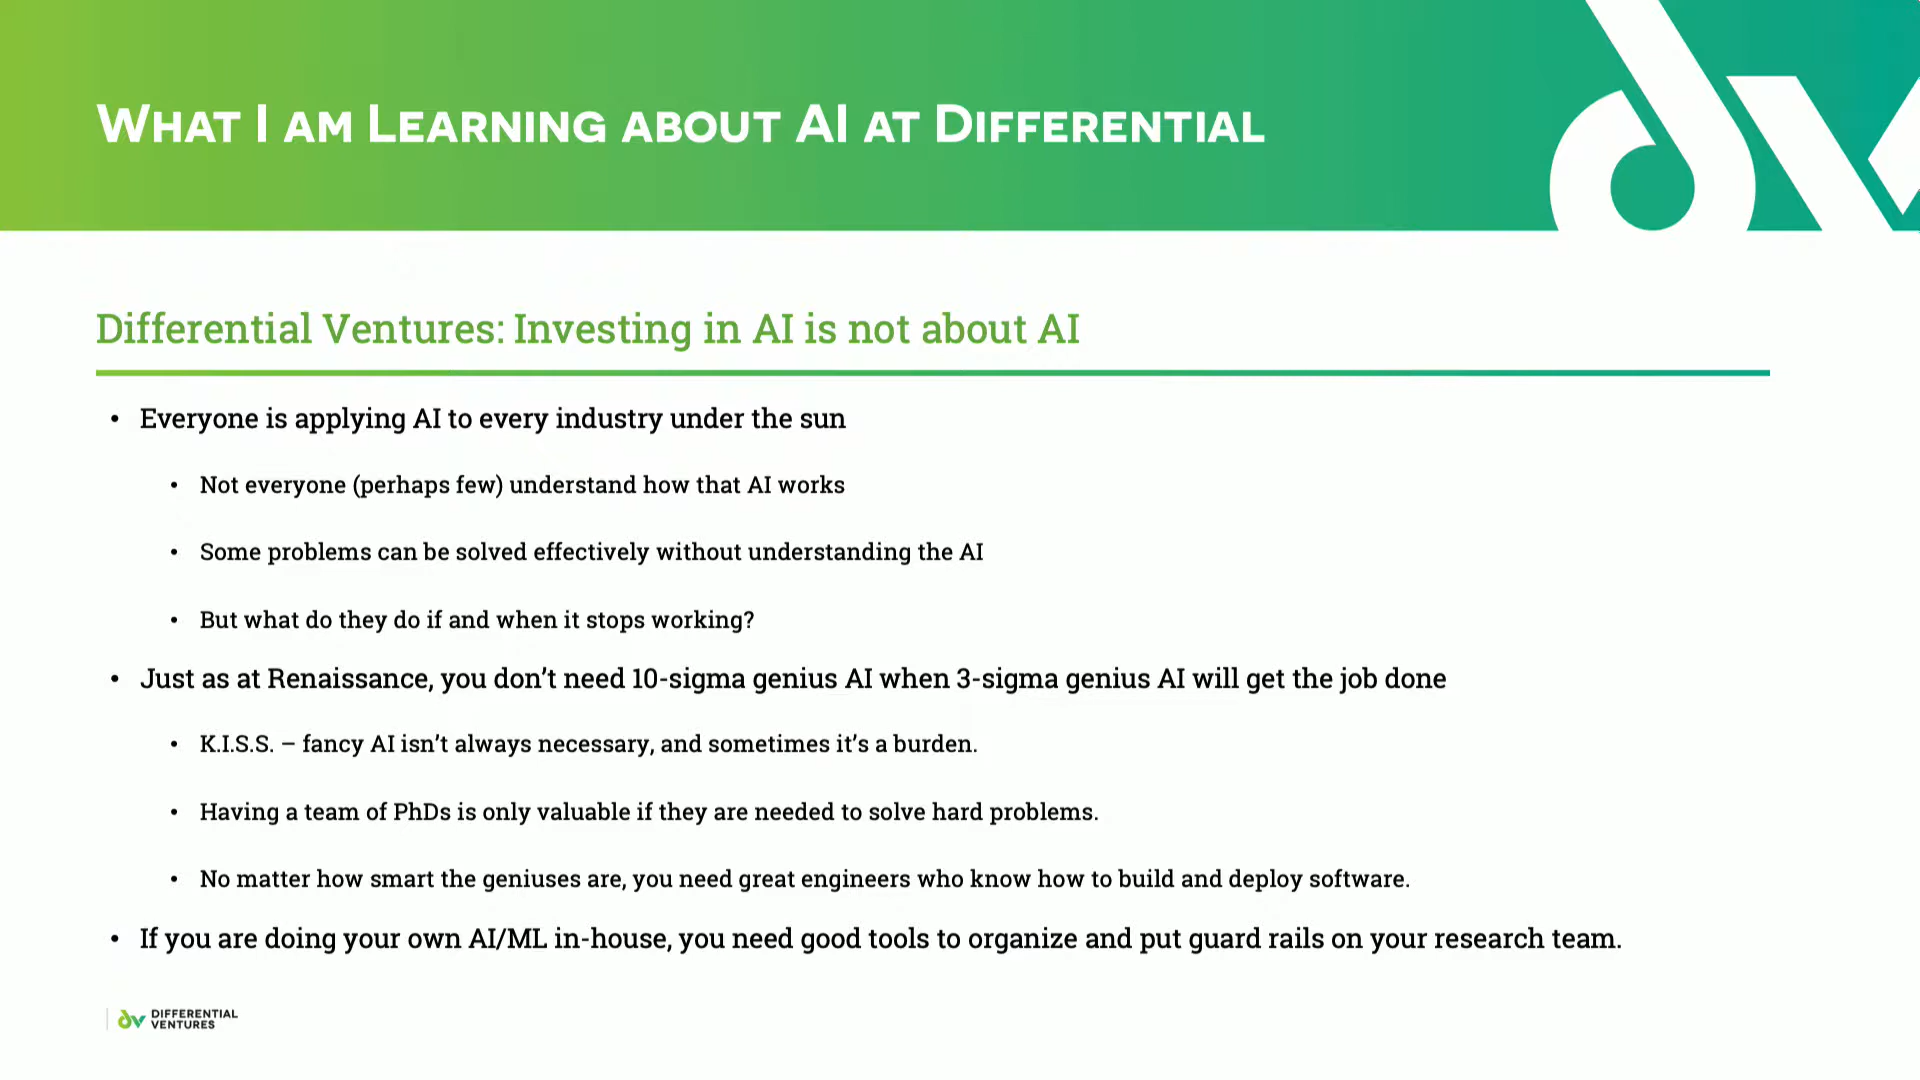 What I am Learning about AI at Differential
Differential Ventures: Investing in AI is not about AI
• Everyone is applying AI to every industry under the sun
• Not everyone (perhaps few) understand how that AI works
• Some problems can be solved effectively without understanding the AI
• But what do they do if and when it stops working?
• Just as at Renaissance, you don’t need 10-sigma genius AI when 3-sigma genius AI will get the job done
• K.I.S.S. – fancy AI isn’t always necessary, and sometimes it’s a burden.
• Having a team of PhDs is only valuable if they are needed to solve hard problems.
• No matter how smart the geniuses are, you need great engineers who know how to build and deploy software.
• If you are doing your own AI/ML in-house, you need good tools to organize and put guard rails on your research team.
DIFFERENTIAL
VENTURES